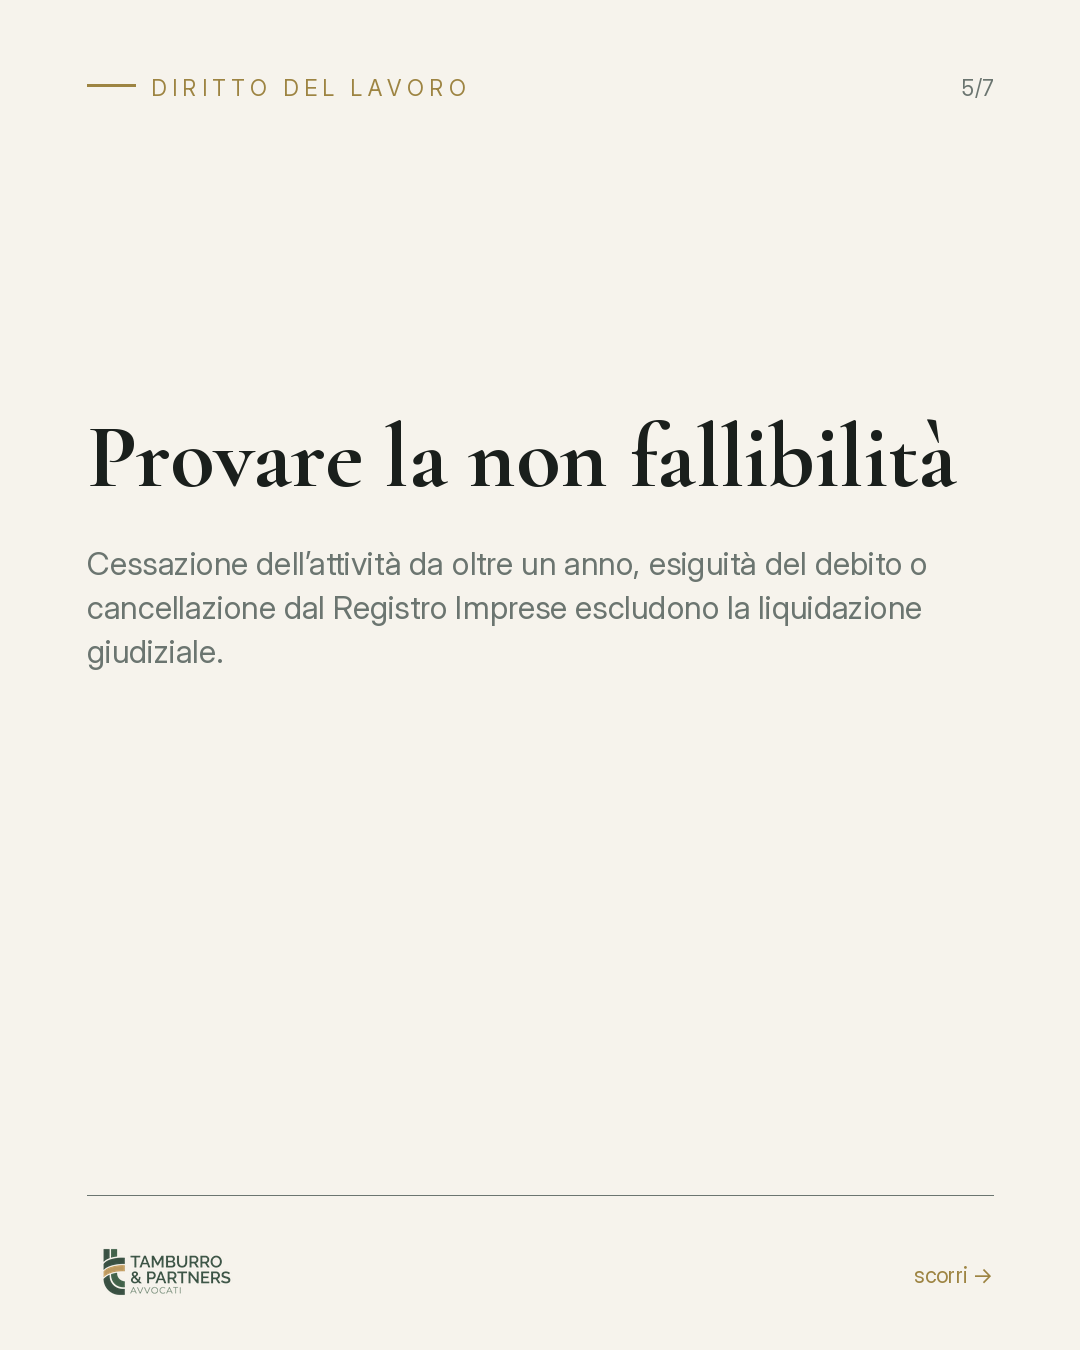 DIRITTO DEL LAVORO
5/7
Provare la non fallibilità
Cessazione dell’attività da oltre un anno, esiguità del debito o
cancellazione dal Registro Imprese escludono la liquidazione
giudiziale.
TAMBURRO
& PARTNERS
AVVOCATI
scorri →